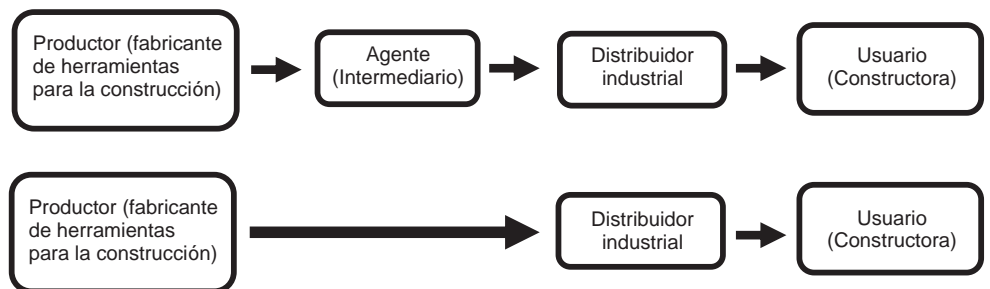 Productor (fabricante
de herramientas
para la construcción)
Agente
(Intermediario)
Distribuidor
industrial
Usuario
(Constructora)
Productor (fabricante
de herramientas
para la construcción)
Distribuidor
industrial
Usuario
(Constructora)